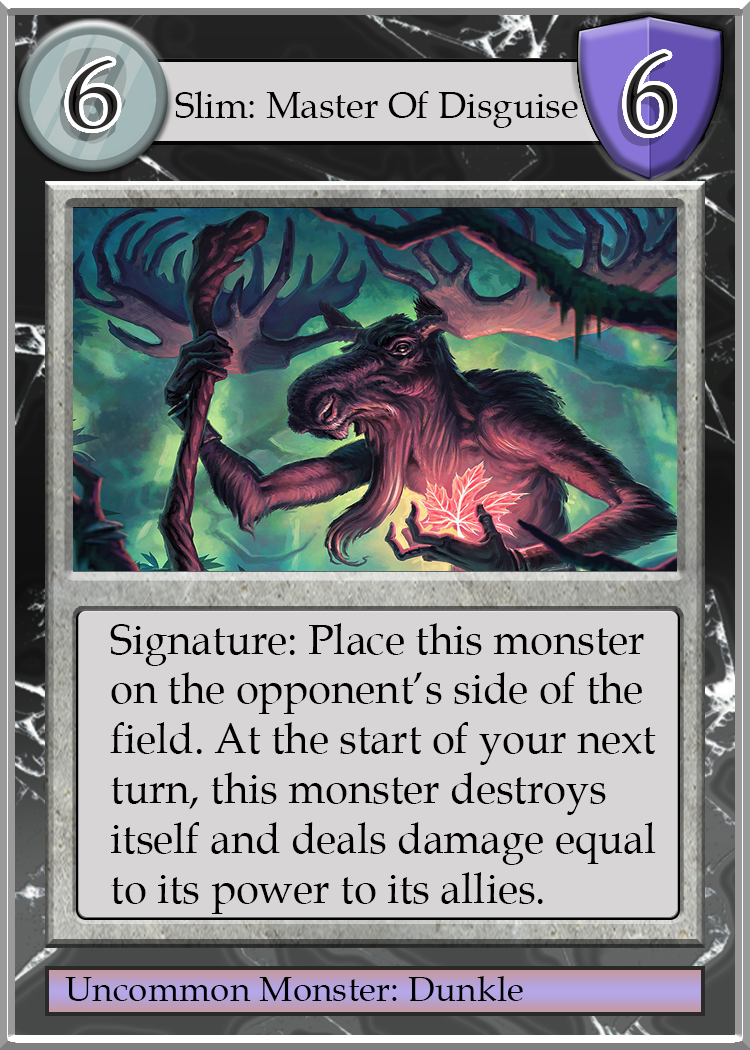 6
Slim: Master Of Disguise
6
Signature: Place this monster
on the opponent's side of the
field. At the start of your next
turn, this monster destroys
itself and deals damage equal
to its power to its allies.
Uncommon Monster: Dunkle